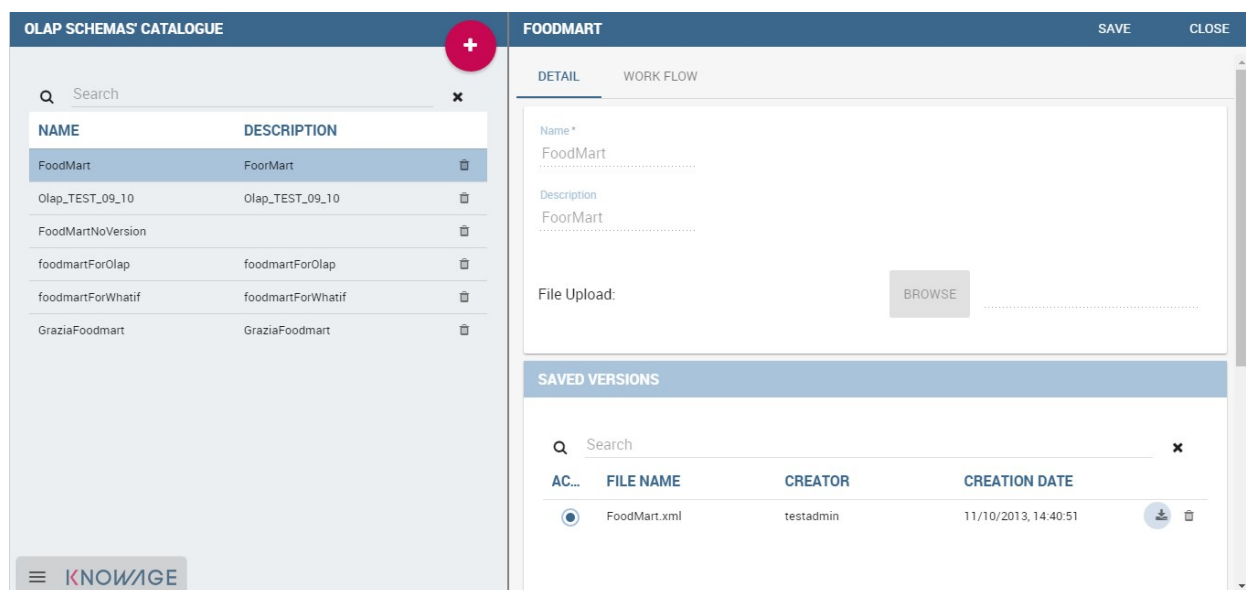 OLAP SCHEMAS' CATALOGUE
Search
NAME DESCRIPTION
FoodMart FoorMart
Olap_TEST_09_10 Olap_TEST_09_10
FoodMartNoVersion
foodmartForOlap foodmartForOlap
foodmartForWhatif foodmartForWhatif
GraziaFoodmart GraziaFoodmart
KNOWAGE
FOODMART SAVE CLOSE
DETAIL WORK FLOW
Name *
FoodMart
Description
FoorMart
File Upload: BROWSE
SAVED VERSIONS
Search
AC... FILE NAME CREATOR CREATION DATE
FoodMart.xml testadmin 11/10/2013, 14:40:51